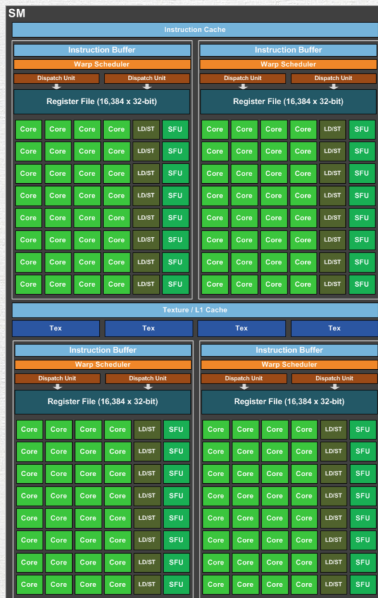 SM
Instruction Cache
Instruction Buffer Instruction Buffer
Warp Scheduler Warp Scheduler
Dispatch Unit Dispatch Unit Dispatch Unit Dispatch Unit
Register File (16,384 x 32-bit) Register File (16,384 x 32-bit)
Core Core Core Core LD/ST SFU Core Core Core Core LD/ST SFU
Core Core Core Core LD/ST SFU Core Core Core Core LD/ST SFU
Core Core Core Core LD/ST SFU Core Core Core Core LD/ST SFU
Core Core Core Core LD/ST SFU Core Core Core Core LD/ST SFU
Core Core Core Core LD/ST SFU Core Core Core Core LD/ST SFU
Core Core Core Core LD/ST SFU Core Core Core Core LD/ST SFU
Core Core Core Core LD/ST SFU Core Core Core Core LD/ST SFU
Core Core Core Core LD/ST SFU Core Core Core Core LD/ST SFU
Texture / L1 Cache
Tex Tex Tex Tex
Instruction Buffer Instruction Buffer
Warp Scheduler Warp Scheduler
Dispatch Unit Dispatch Unit Dispatch Unit Dispatch Unit
Register File (16,384 x 32-bit) Register File (16,384 x 32-bit)
Core Core Core Core LD/ST SFU Core Core Core Core LD/ST SFU
Core Core Core Core LD/ST SFU Core Core Core Core LD/ST SFU
Core Core Core Core LD/ST SFU Core Core Core Core LD/ST SFU
Core Core Core Core LD/ST SFU Core Core Core Core LD/ST SFU
Core Core Core Core LD/ST SFU Core Core Core Core LD/ST SFU
Core Core Core Core LD/ST SFU Core Core Core Core LD/ST SFU
Core Core Core Core LD/ST SFU Core Core Core Core LD/ST SFU
Core Core Core Core LD/ST SFU Core Core Core Core LD/ST SFU